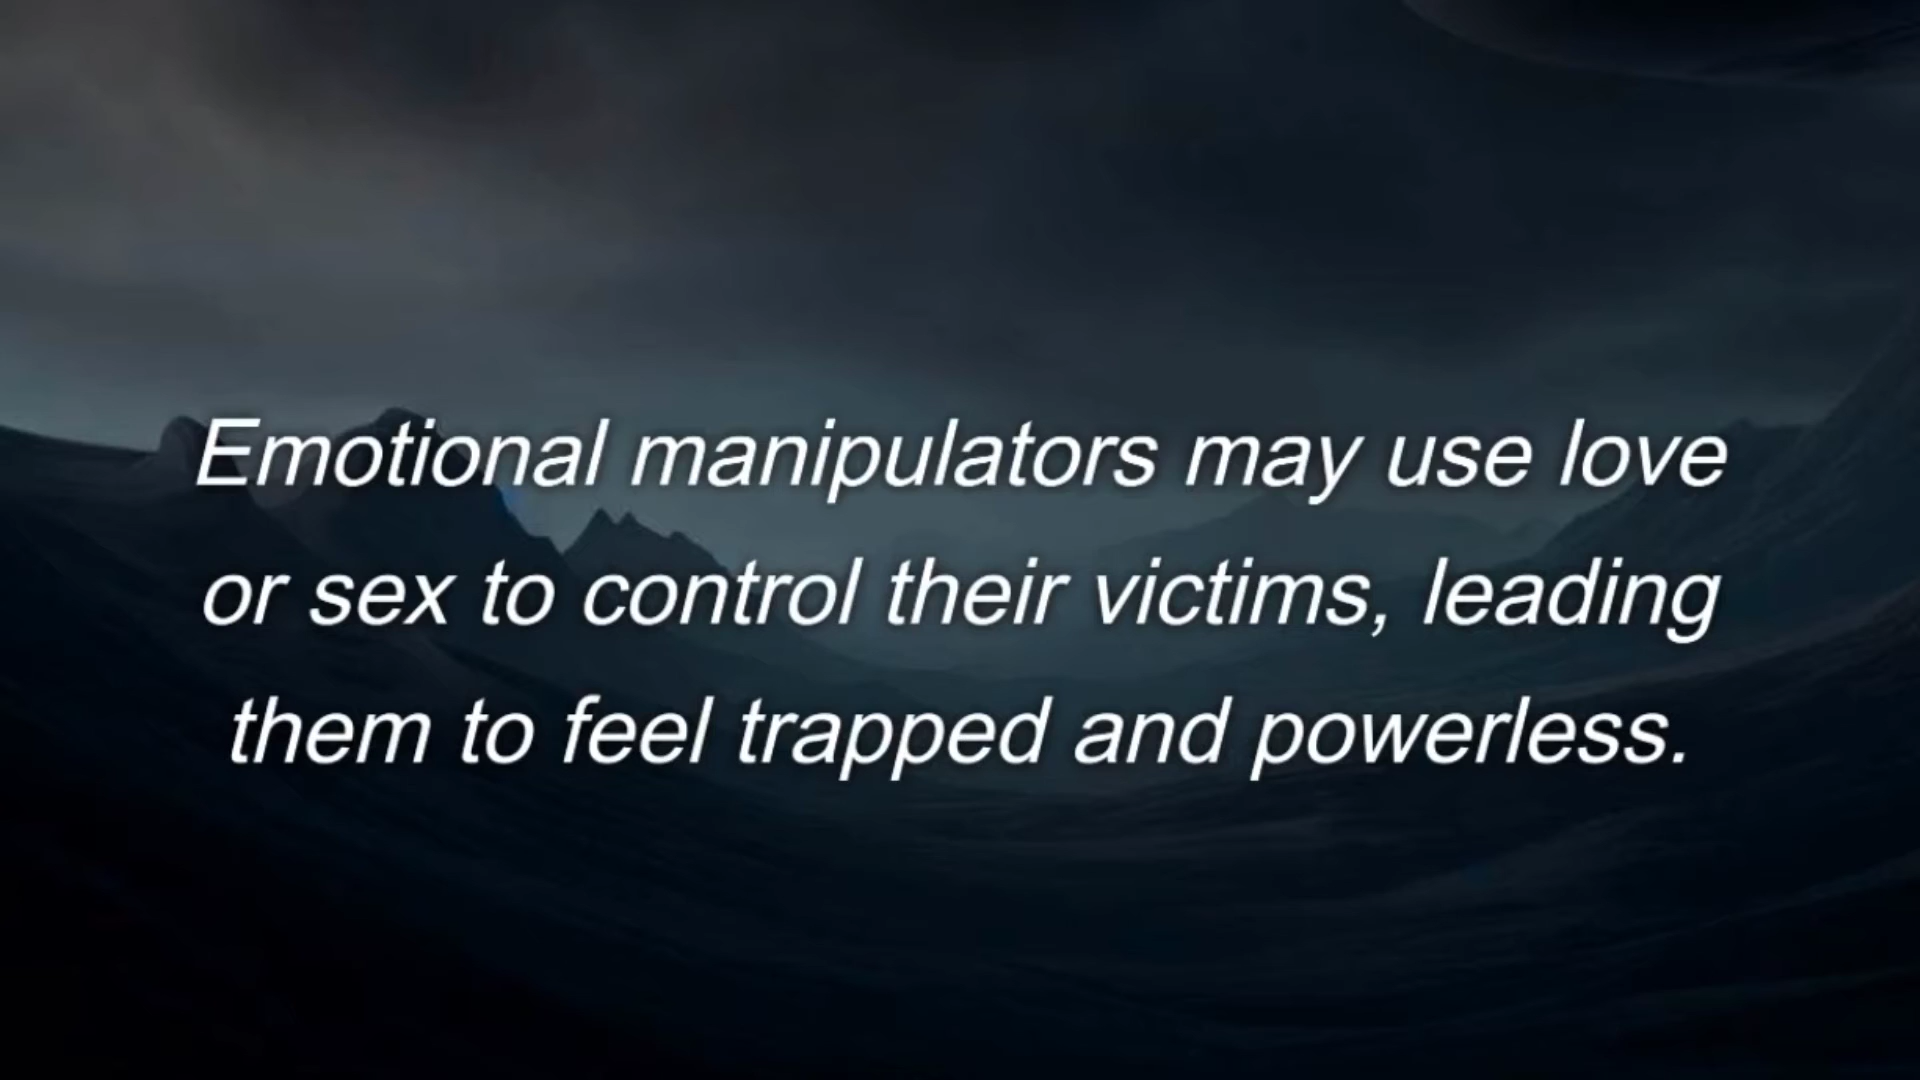 Emotional manipulators may use love
or sex to control their victims, leading
them to feel trapped and powerless.